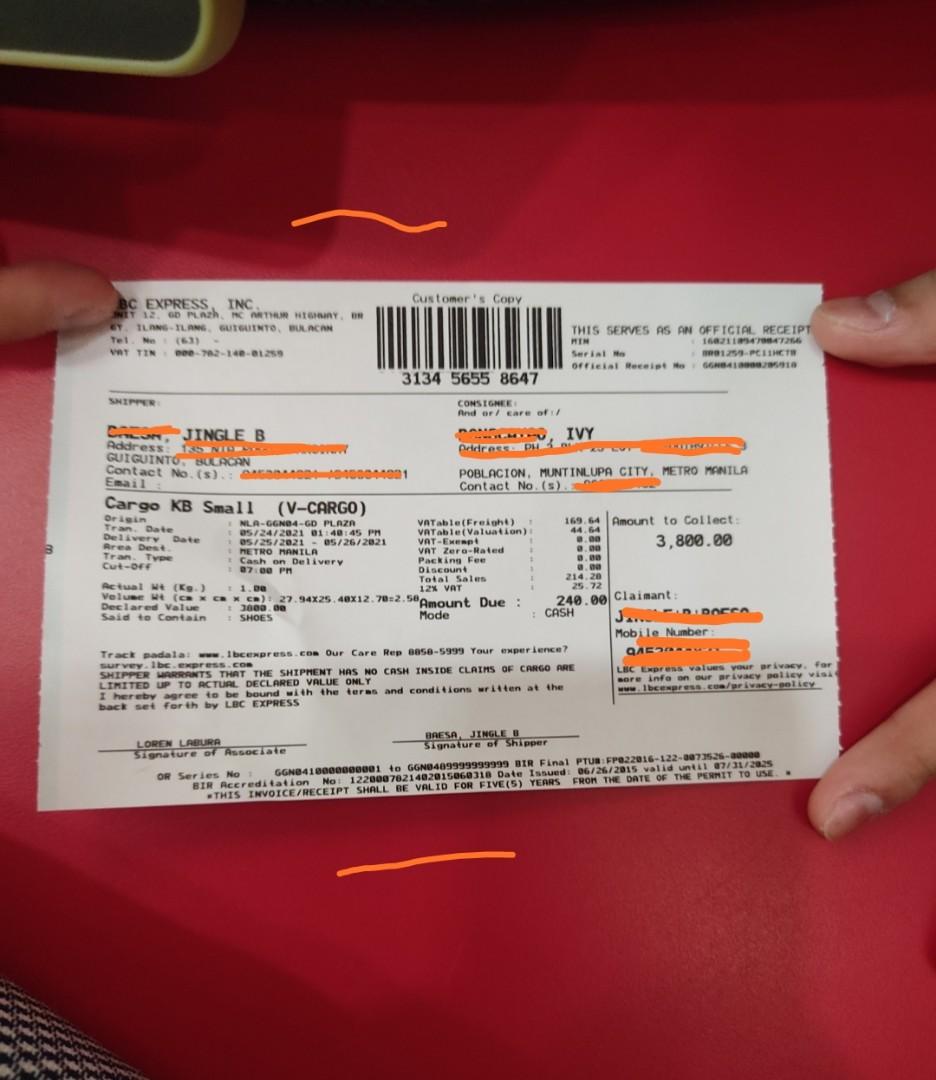 BC EXPRESS, INC.
UNIT 12, GD PLAZA, MC ARTHUR HIGHWAY, BR
GY. ILANG-ILANG, GUIGUINTO, BULACAN
Tel. No : (63) -
VAT TIN : 000-702-140-01259
Customer's Copy
3134 5655 8647
THIS SERVES AS AN OFFICIAL RECEIPT
MIN : 16021109470047266
Serial No
Official Receipt No :
SHIPPER:
JINGLE B
Address:
GUIGUINTO, BULACAN
Contact No.(s).:
Email :
CONSIGNEE:
And or/ care of:/
, IVY
Address:
POBLACION, MUNTINLUPA CITY, METRO MANILA
Contact No.(s).:
Cargo KB Small (V-CARGO)
Origin : NLA-GGN04-GD PLAZA
Tran. Date : 05/24/2021 01:40:45 PM
Delivery Date : 05/25/2021 - 05/26/2021
Area Dest. : METRO MANILA
Tran. Type : Cash on Delivery
Cut-Off : 07:00 PM
Actual Wt (Kg.) : 1.00
Volume Wt (cm x cm x cm) : 27.94X25.40X12.70=2.58
Declared Value : 3800.00
Said to Contain : SHOES
VATable(Freight) : 169.64
VATable(Valuation) : 44.64
VAT-Exempt : 0.00
VAT Zero-Rated : 0.00
Packing Fee : 0.00
Discount : 0.00
Total Sales : 214.28
12% VAT : 25.72
Amount Due : 240.00
Mode : CASH
Amount to Collect:
3,800.00
Claimant:
Mobile Number:
LBC Express values your privacy. for
more info on our privacy policy visit
www.lbcexpress.com/privacy-policy
Track padala: www.lbcexpress.com Our Care Rep 8858-5999 Your experience?
survey.lbc.express.com
SHIPPER WARRANTS THAT THE SHIPMENT HAS NO CASH INSIDE CLAIMS OF CARGO ARE
LIMITED UP TO ACTUAL DECLARED VALUE ONLY
I hereby agree to be bound with the terms and conditions written at the
back set forth by LBC EXPRESS
LOREN LABURA
Signature of Associate
BAESA, JINGLE B
Signature of Shipper
OR Series No : GGN0410000000001 to GGN0409999999999 BIR Final PTU#:FP022016-122-0073526-00000
BIR Accreditation No: 1220007021402015060318 Date Issued: 06/26/2015 valid until 07/31/2025
*THIS INVOICE/RECEIPT SHALL BE VALID FOR FIVE(5) YEARS FROM THE DATE OF THE PERMIT TO USE. *